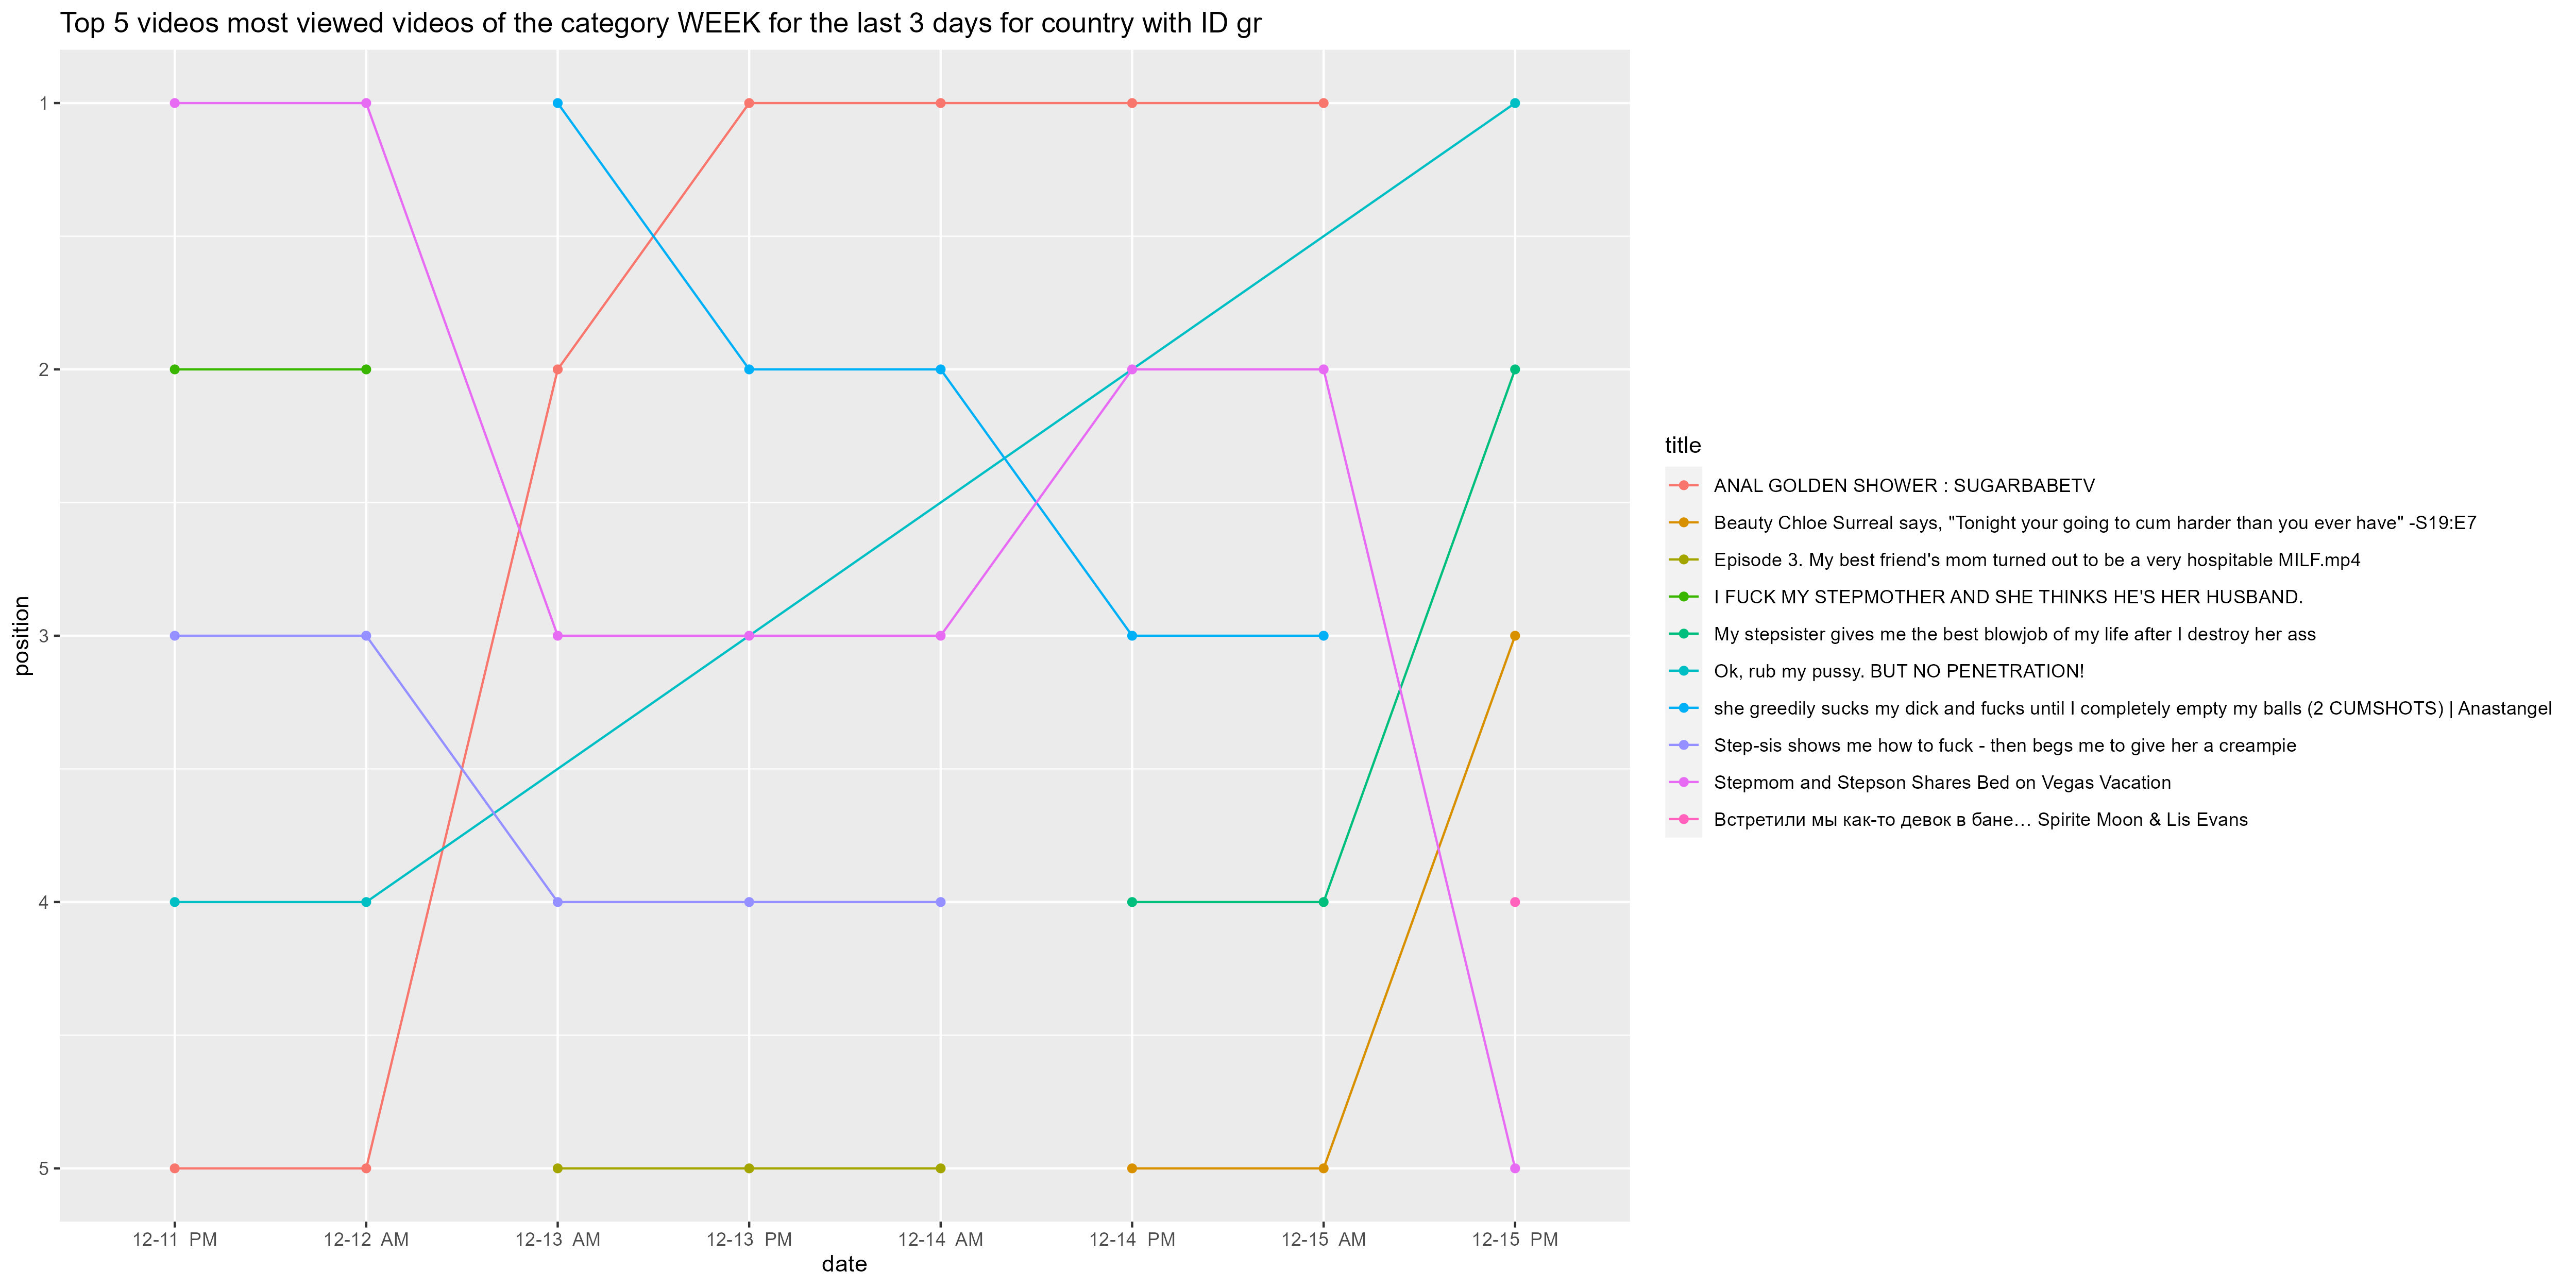 Top 5 videos most viewed videos of the category WEEK for the last 3 days for country with ID gr
position
1
2
3
4
5
12-11 PM
12-12 AM
12-13 AM
12-13 PM
12-14 AM
12-14 PM
12-15 AM
12-15 PM
date
title
ANAL GOLDEN SHOWER : SUGARBABETV
Beauty Chloe Surreal says, "Tonight your going to cum harder than you ever have" -S19:E7
Episode 3. My best friend's mom turned out to be a very hospitable MILF.mp4
I FUCK MY STEPMOTHER AND SHE THINKS HE'S HER HUSBAND.
My stepsister gives me the best blowjob of my life after I destroy her ass
Ok, rub my pussy. BUT NO PENETRATION!
she greedily sucks my dick and fucks until I completely empty my balls (2 CUMSHOTS) | Anastangel
Step-sis shows me how to fuck - then begs me to give her a creampie
Stepmom and Stepson Shares Bed on Vegas Vacation
Встретили мы как-то девок в бане… Spirite Moon & Lis Evans